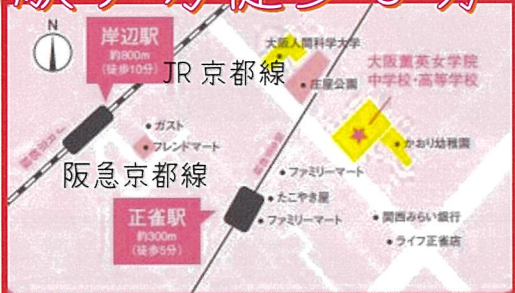 N
岸辺駅
約800m
(徒歩10分)
大阪人間科学大学
JR 京都線
庄屋公園
大阪薫英女学院
中学校・高等学校
ガスト
フレンドマート
かおり幼稚園
阪急京都線
ファミリーマート
たこやき屋
正雀駅
約300m
(徒歩5分)
ファミリーマート
関西みらい銀行
ライフ正雀店